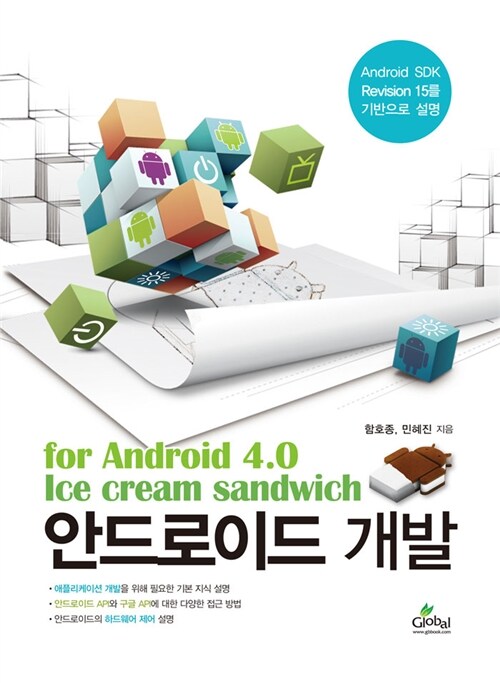 Android SDK
Revision 15를
기반으로 설명
함호종, 민혜진 지음
for Android 4.0
Ice cream sandwich
안드로이드 개발
• 애플리케이션 개발을 위해 필요한 기본 지식 설명
• 안드로이드 API와 구글 API에 대한 다양한 접근 방법
• 안드로이드의 하드웨어 제어 설명
Global
www.gbbook.com